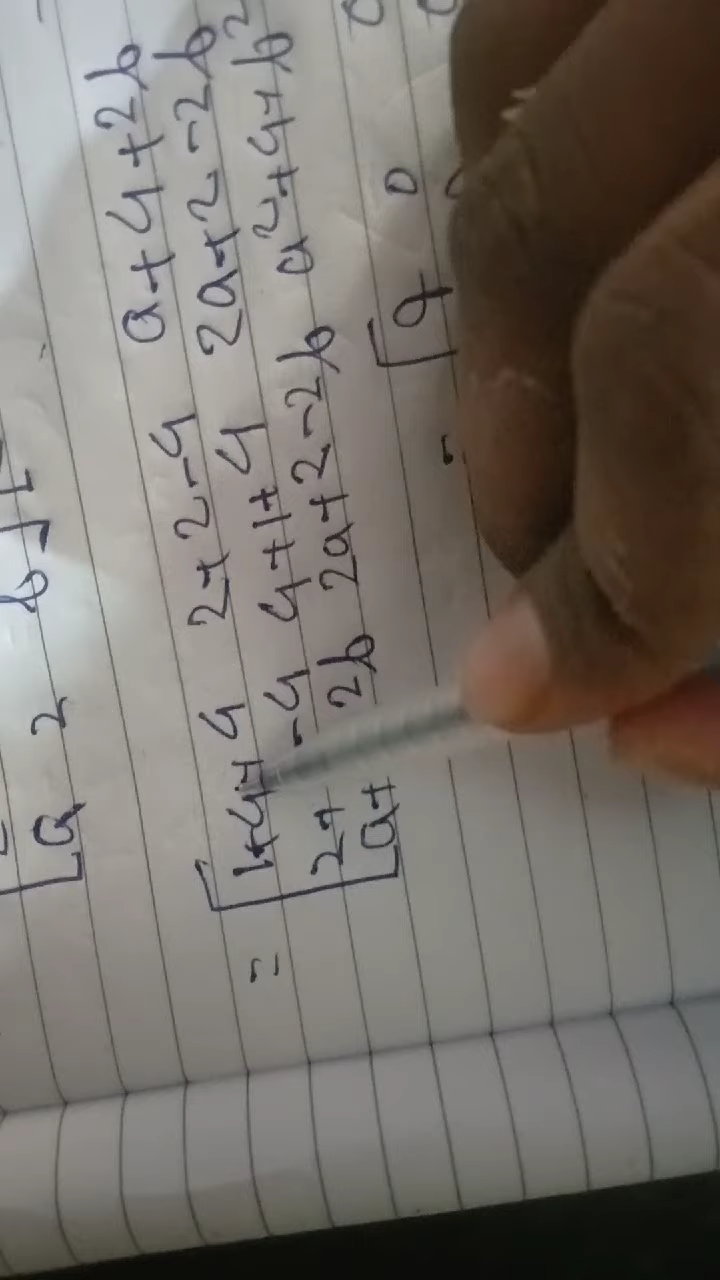 a 2 b
= [1+4+4 2+2-4 a+4+2b
2+ -4 4+1+4 2a+2-2b
a+ 2b 2a+2-2b a²+4+b²
= [9 0